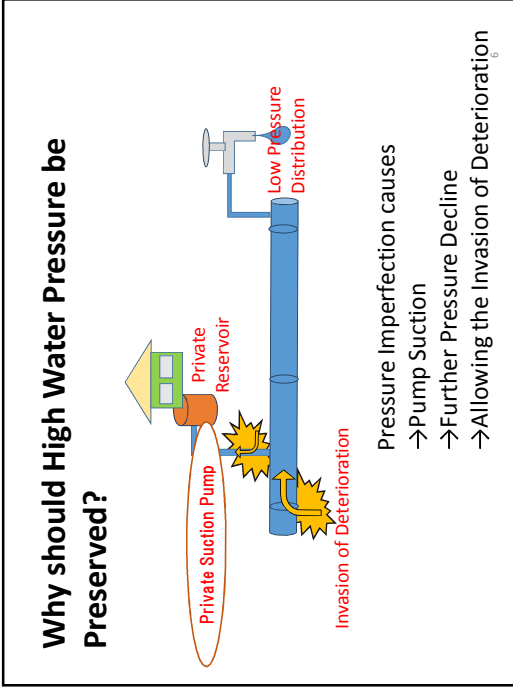 Why should High Water Pressure be
Preserved?
Private Suction Pump
Private
Reservoir
Low Pressure
Distribution
Invasion of Deterioration
Pressure Imperfection causes
→Pump Suction
→Further Pressure Decline
→Allowing the Invasion of Deterioration
6